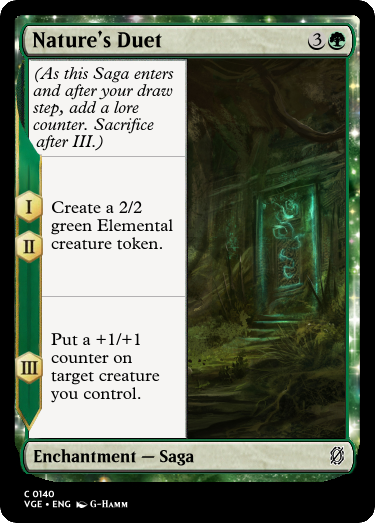 Nature's Duet 3
(As this Saga enters
and after your draw
step, add a lore
counter. Sacrifice
after III.)
I
II
Create a 2/2
green Elemental
creature token.
III
Put a +1/+1
counter on
target creature
you control.
Enchantment — Saga
C 0140
VGE • ENG G-Hamm